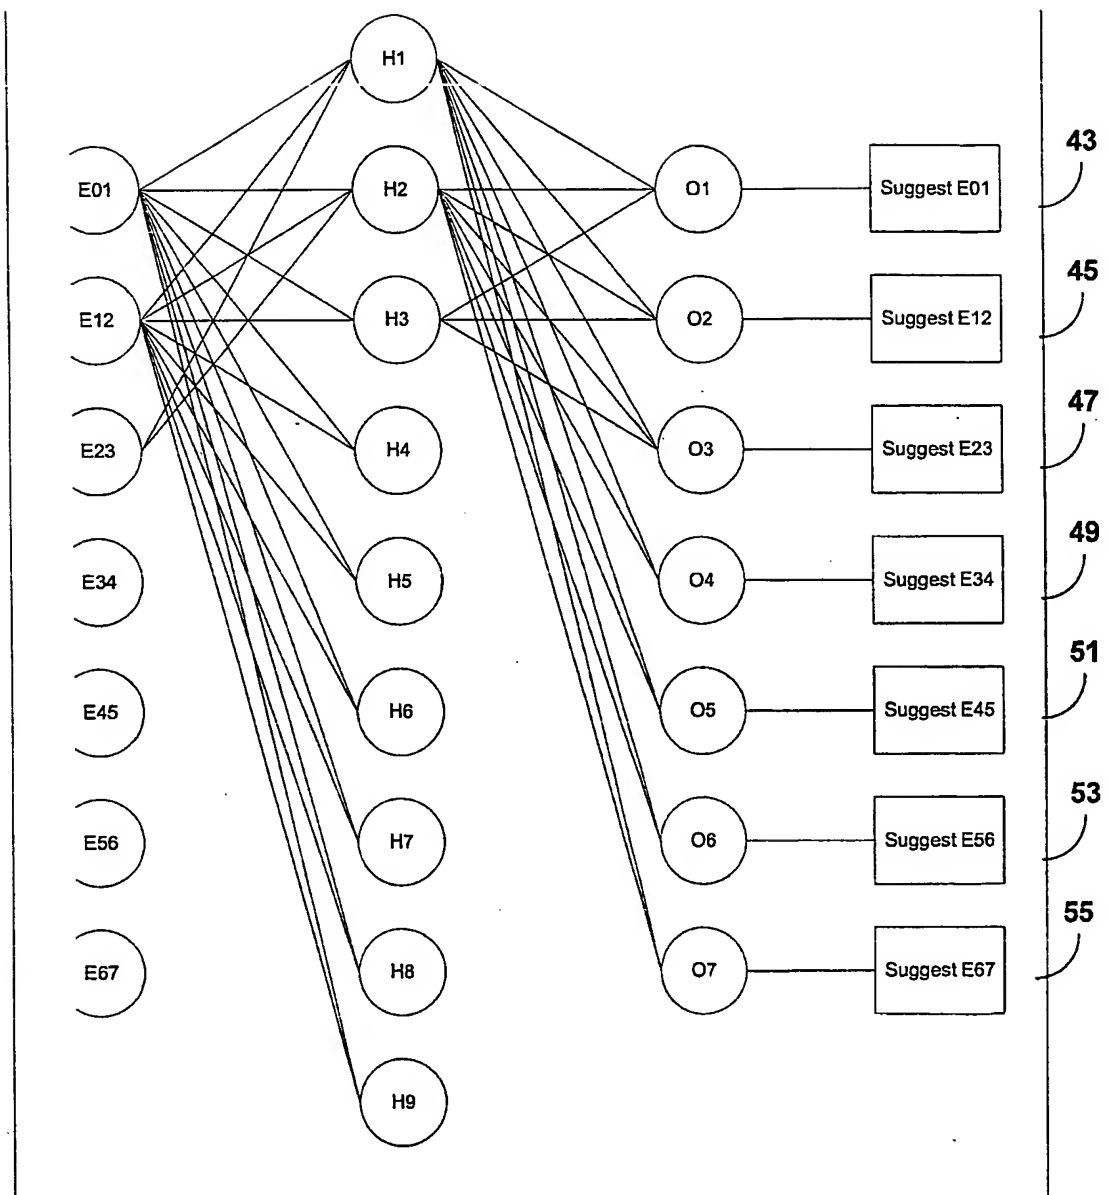 H1
43
E01
H2
O1
Suggest E01
45
E12
H3
O2
Suggest E12
47
E23
H4
O3
Suggest E23
49
E34
H5
O4
Suggest E34
51
E45
H6
O5
Suggest E45
53
E56
H7
O6
Suggest E56
55
E67
H8
O7
Suggest E67
H9